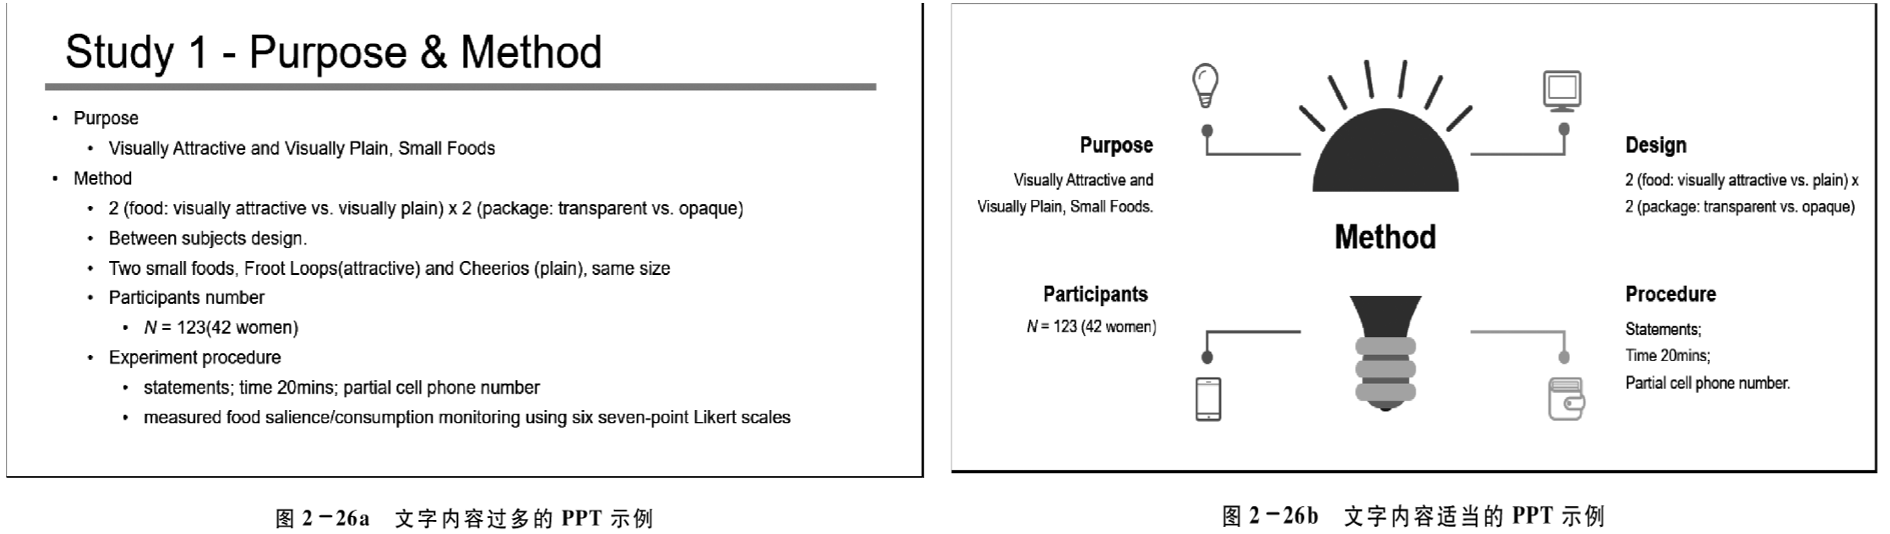 Study 1 - Purpose & Method
• Purpose
• Visually Attractive and Visually Plain, Small Foods
• Method
• 2 (food: visually attractive vs. visually plain) x 2 (package: transparent vs. opaque)
• Between subjects design.
• Two small foods, Froot Loops(attractive) and Cheerios (plain), same size
• Participants number
• N = 123(42 women)
• Experiment procedure
• statements; time 20mins; partial cell phone number
• measured food salience/consumption monitoring using six seven-point Likert scales
图 2-26a 文字内容过多的 PPT 示例
Purpose
Visually Attractive and
Visually Plain, Small Foods.
Design
2 (food: visually attractive vs. plain) x
2 (package: transparent vs. opaque)
Method
Participants
N = 123 (42 women)
Procedure
Statements;
Time 20mins;
Partial cell phone number.
图 2-26b 文字内容适当的 PPT 示例